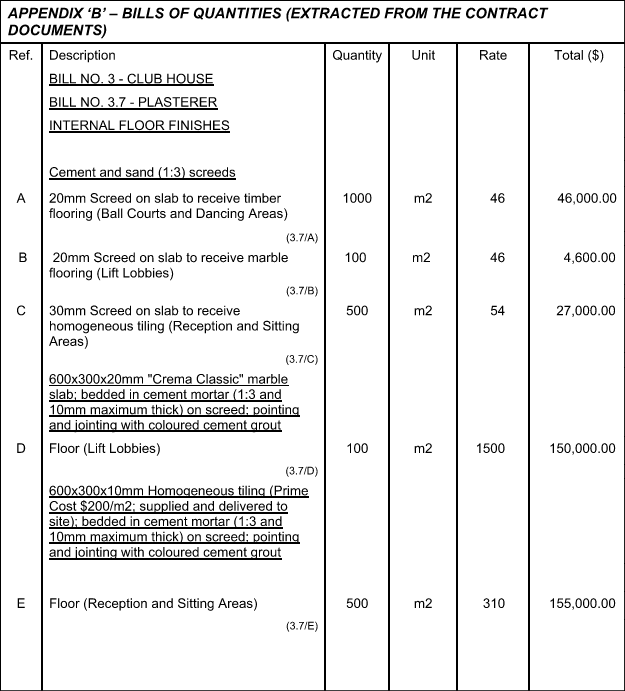 APPENDIX ‘B’ – BILLS OF QUANTITIES (EXTRACTED FROM THE CONTRACT
DOCUMENTS)
Ref. Description Quantity Unit Rate Total ($)
BILL NO. 3 - CLUB HOUSE
BILL NO. 3.7 - PLASTERER
INTERNAL FLOOR FINISHES
Cement and sand (1:3) screeds
A 20mm Screed on slab to receive timber 1000 m2 46 46,000.00
flooring (Ball Courts and Dancing Areas)
(3.7/A)
B 20mm Screed on slab to receive marble 100 m2 46 4,600.00
flooring (Lift Lobbies)
(3.7/B)
C 30mm Screed on slab to receive 500 m2 54 27,000.00
homogeneous tiling (Reception and Sitting
Areas)
(3.7/C)
600x300x20mm "Crema Classic" marble
slab; bedded in cement mortar (1:3 and
10mm maximum thick) on screed; pointing
and jointing with coloured cement grout
D Floor (Lift Lobbies) 100 m2 1500 150,000.00
(3.7/D)
600x300x10mm Homogeneous tiling (Prime
Cost $200/m2; supplied and delivered to
site); bedded in cement mortar (1:3 and
10mm maximum thick) on screed; pointing
and jointing with coloured cement grout
E Floor (Reception and Sitting Areas) 500 m2 310 155,000.00
(3.7/E)